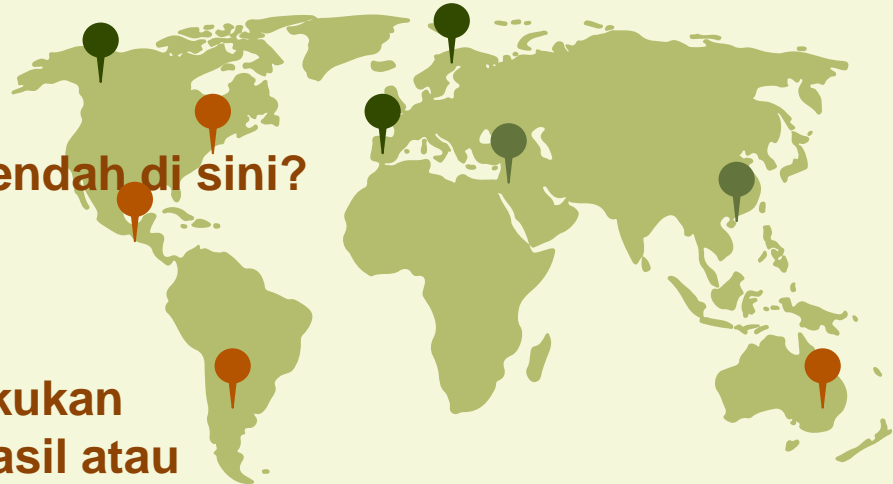 endah di sini?
kukan
asil atau